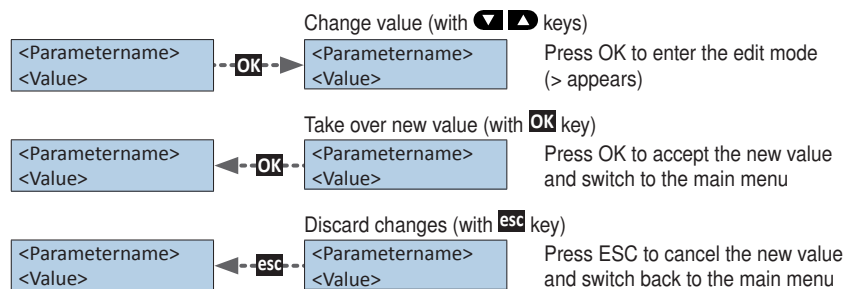 Change value (with ▼ ▲ keys)
<Parametername>
<Value>
OK
<Parametername>
<Value>
Press OK to enter the edit mode
(> appears)
Take over new value (with OK key)
<Parametername>
<Value>
OK
<Parametername>
<Value>
Press OK to accept the new value
and switch to the main menu
Discard changes (with esc key)
<Parametername>
<Value>
esc
<Parametername>
<Value>
Press ESC to cancel the new value
and switch back to the main menu